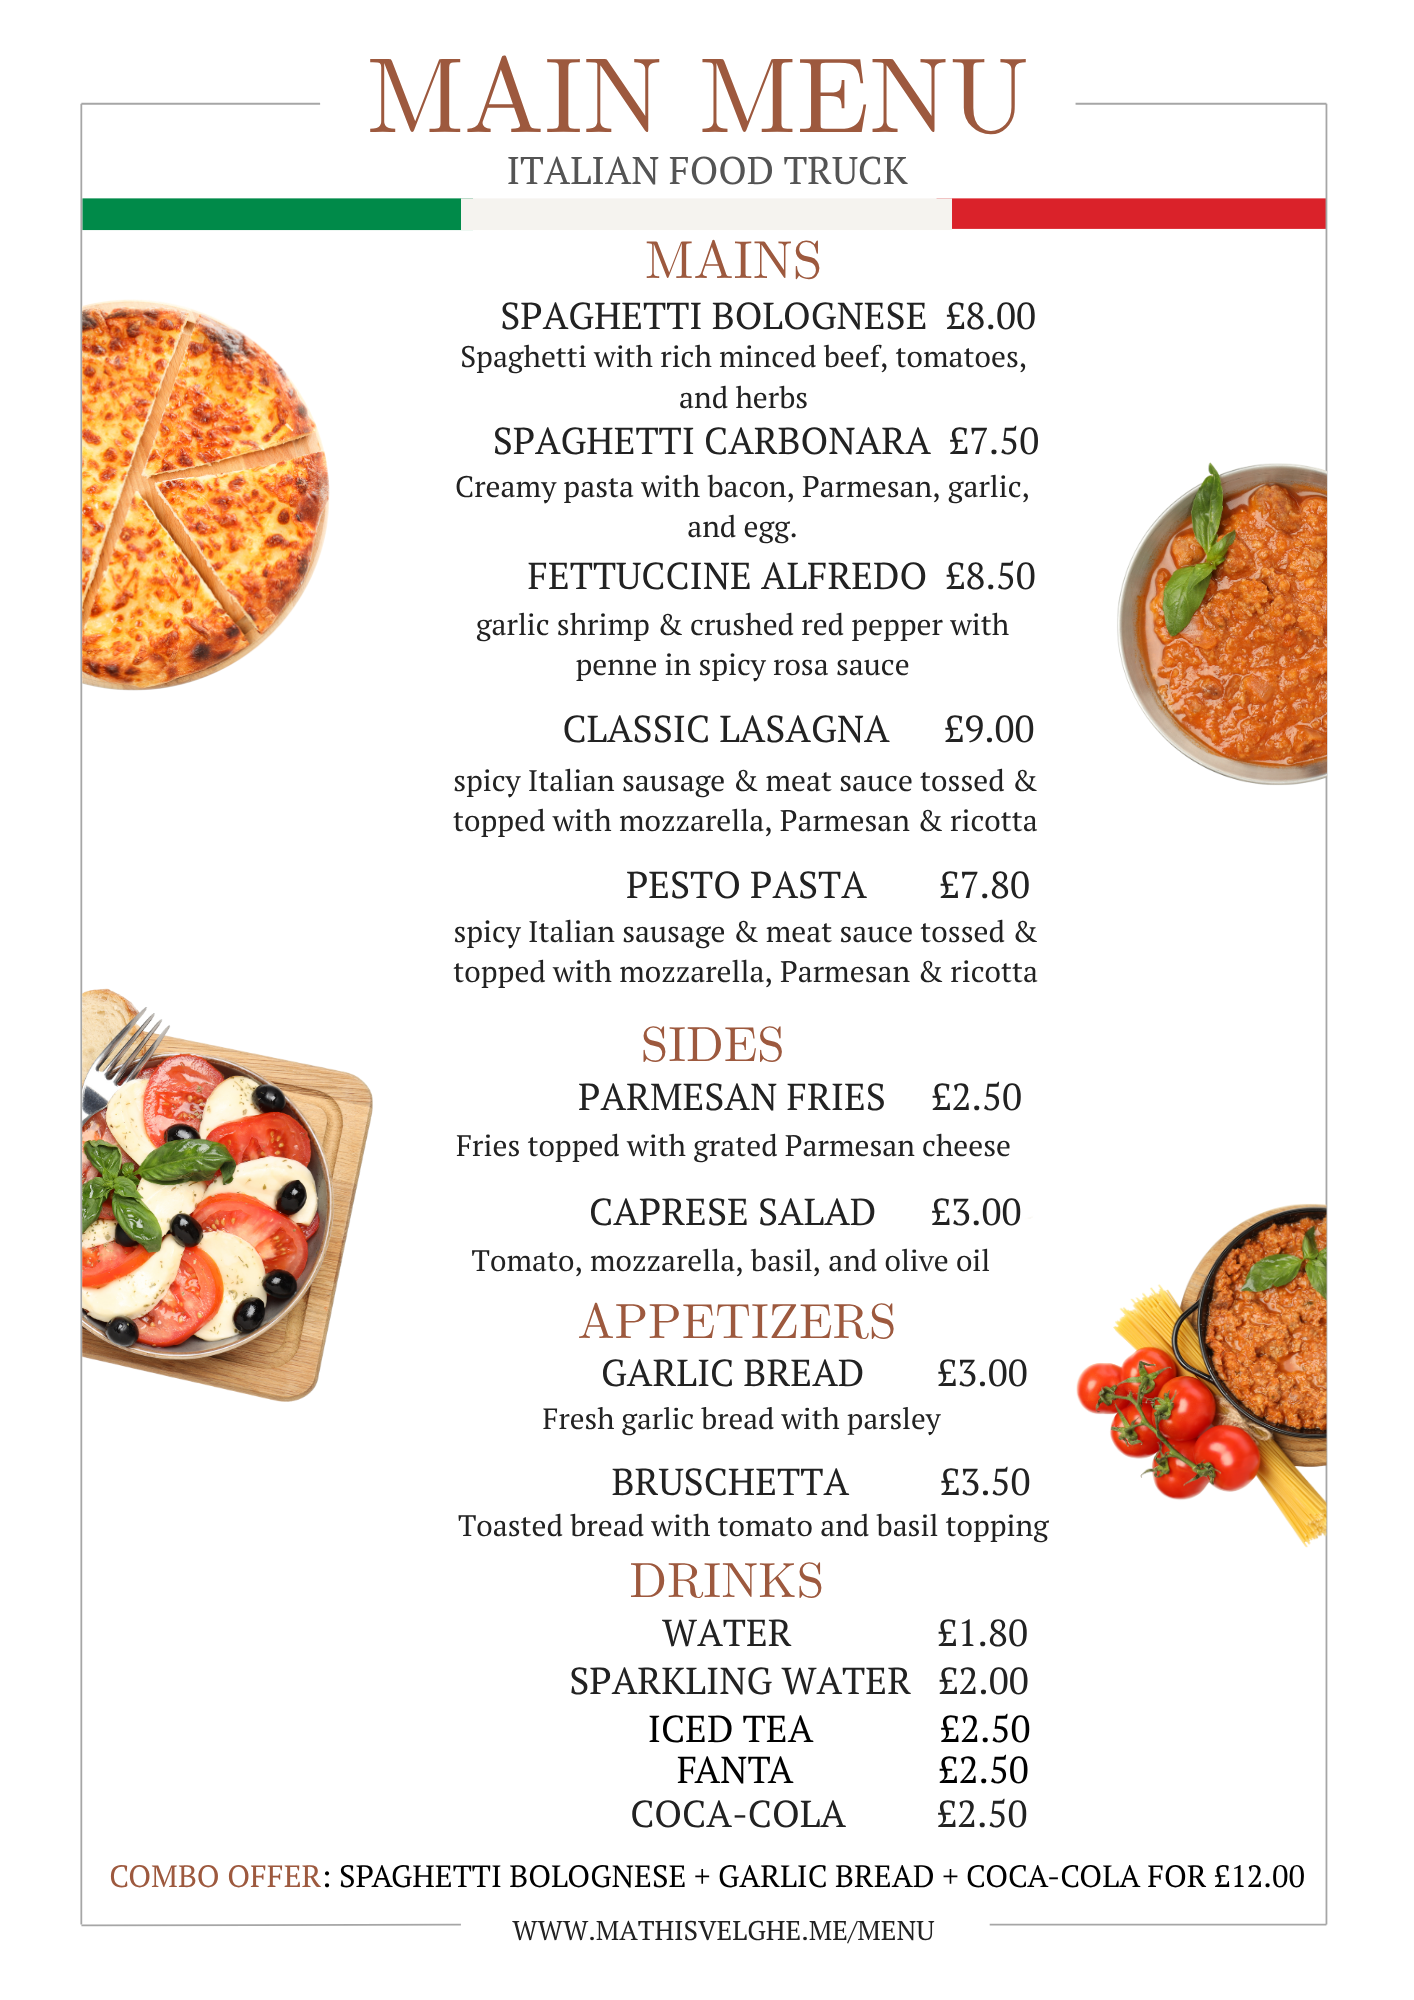 MAIN MENU
ITALIAN FOOD TRUCK
MAINS
SPAGHETTI BOLOGNESE £8.00
Spaghetti with rich minced beef, tomatoes,
and herbs
SPAGHETTI CARBONARA £7.50
Creamy pasta with bacon, Parmesan, garlic,
and egg.
FETTUCCINE ALFREDO £8.50
garlic shrimp & crushed red pepper with
penne in spicy rosa sauce
CLASSIC LASAGNA £9.00
spicy Italian sausage & meat sauce tossed &
topped with mozzarella, Parmesan & ricotta
PESTO PASTA £7.80
spicy Italian sausage & meat sauce tossed &
topped with mozzarella, Parmesan & ricotta
SIDES
PARMESAN FRIES £2.50
Fries topped with grated Parmesan cheese
CAPRESE SALAD £3.00
Tomato, mozzarella, basil, and olive oil
APPETIZERS
GARLIC BREAD £3.00
Fresh garlic bread with parsley
BRUSCHETTA £3.50
Toasted bread with tomato and basil topping
DRINKS
WATER £1.80
SPARKLING WATER £2.00
ICED TEA £2.50
FANTA £2.50
COCA-COLA £2.50
COMBO OFFER: SPAGHETTI BOLOGNESE + GARLIC BREAD + COCA-COLA FOR £12.00
WWW.MATHISVELGHE.ME/MENU